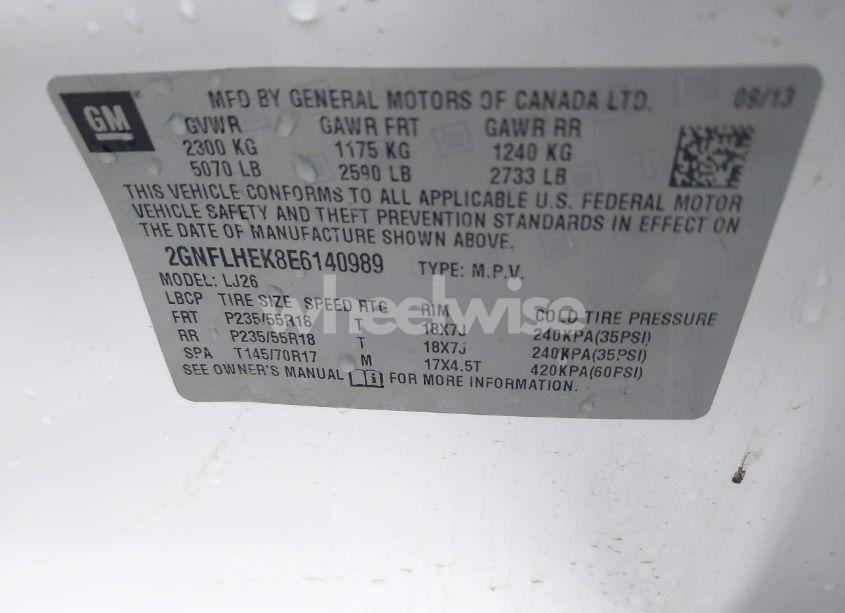 GM
MFD BY GENERAL MOTORS OF CANADA LTD. 09/13
GVWR GAWR FRT GAWR RR
2300 KG 1175 KG 1240 KG
5070 LB 2590 LB 2733 LB
THIS VEHICLE CONFORMS TO ALL APPLICABLE U.S. FEDERAL MOTOR
VEHICLE SAFETY AND THEFT PREVENTION STANDARDS IN EFFECT ON
THE DATE OF MANUFACTURE SHOWN ABOVE.
2GNFLHEK8E6140989 TYPE: M.P.V.
MODEL: LJ26
LBCP TIRE SIZE SPEED RTG RIM COLD TIRE PRESSURE
FRT P235/55R18 T 18X7J 240KPA(35PSI)
RR P235/55R18 T 18X7J 240KPA(35PSI)
SPA T145/70R17 M 17X4.5T 420KPA(60PSI)
SEE OWNER'S MANUAL FOR MORE INFORMATION.
wheelwise